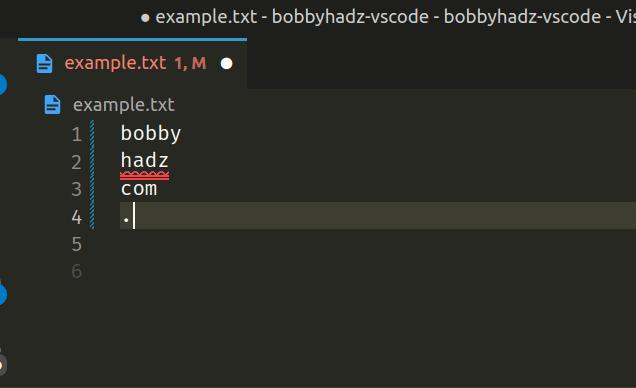 ● example.txt - bobbyhadz-vscode - bobbyhadz-vscode - Vis
example.txt 1, M ●
example.txt
1 bobby
2 hadz
3 com
4 .
5
6